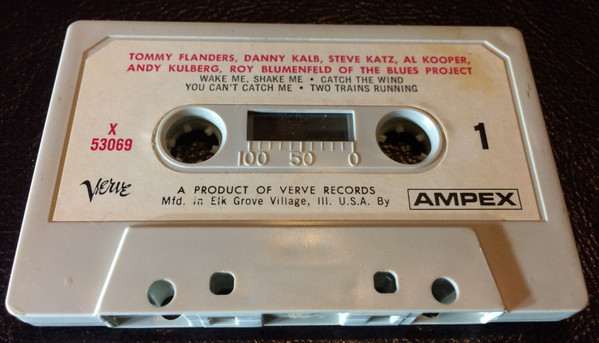 TOMMY FLANDERS, DANNY KALB, STEVE KATZ, AL KOOPER,
ANDY KULBERG, ROY BLUMENFELD OF THE BLUES PROJECT
WAKE ME, SHAKE ME • CATCH THE WIND
YOU CAN'T CATCH ME • TWO TRAINS RUNNING
X
53069
100 50 0
1
Verve
A PRODUCT OF VERVE RECORDS
Mfd. in Elk Grove Village, Ill. U.S.A. By
AMPEX